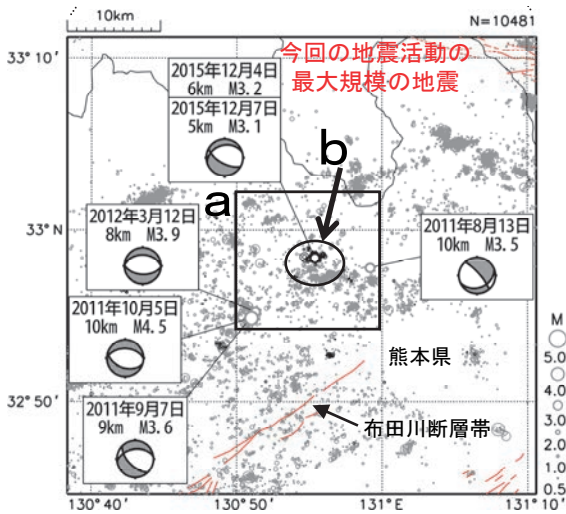 10km
N=10481
33° 10′
今回の地震活動の
最大規模の地震
2015年12月4日
6km M3.2
2015年12月7日
5km M3.1
b
a
33° N
2012年3月12日
8km M3.9
2011年8月13日
10km M3.5
2011年10月5日
10km M4.5
熊本県
32° 50′
布田川断層帯
2011年9月7日
9km M3.6
M
5.0
4.0
3.0
2.0
1.0
0.5
130° 40′
130° 50′
131° E
131° 10′